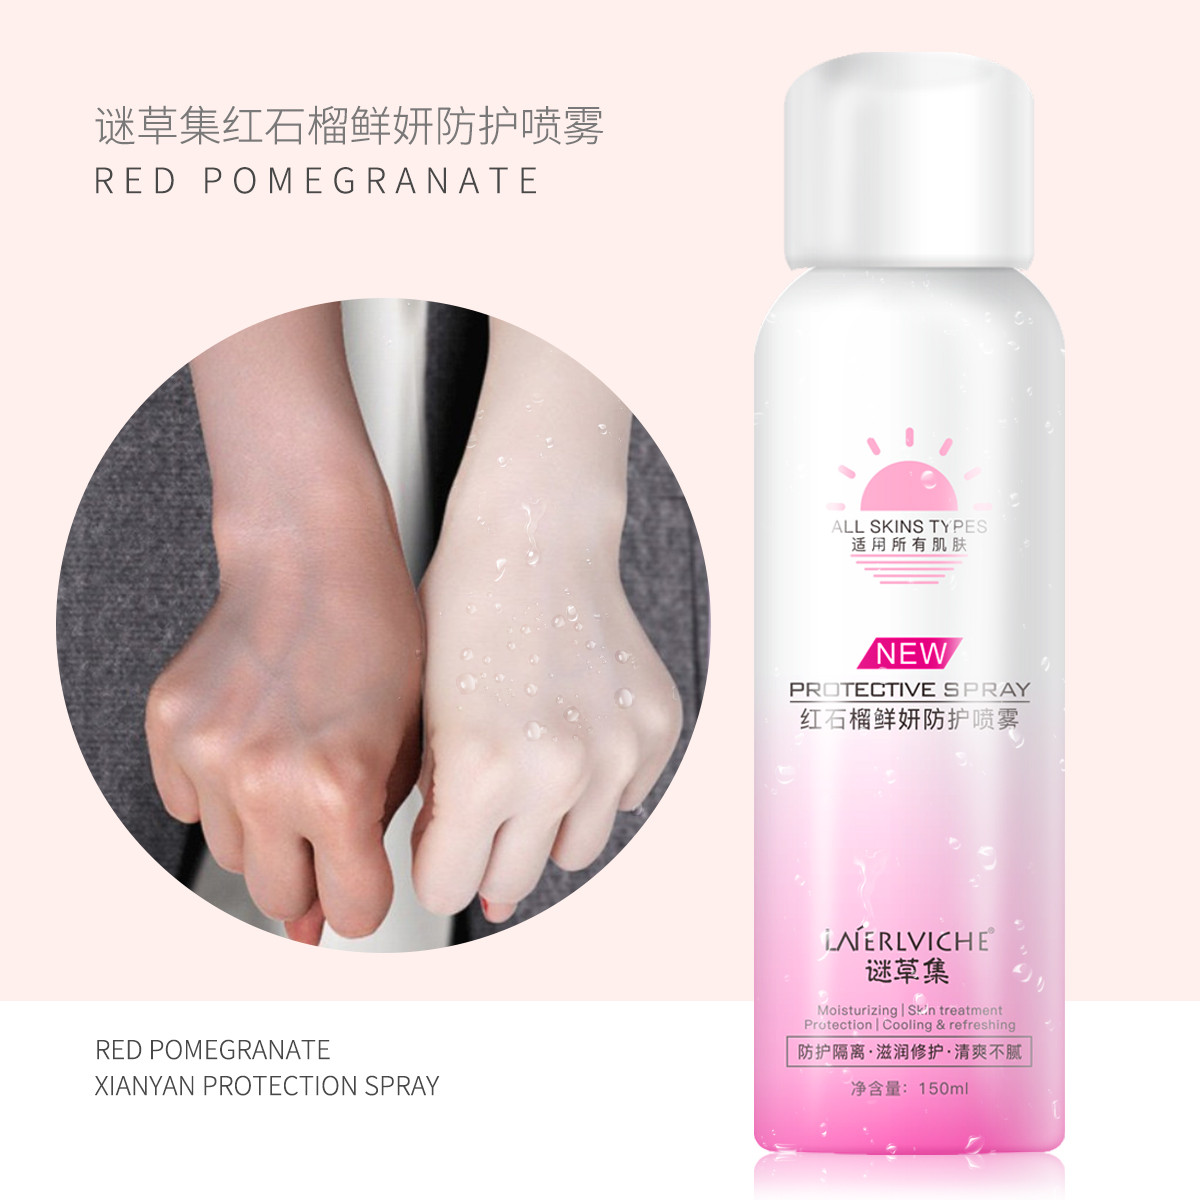 谜草集红石榴鲜妍防护喷雾
RED POMEGRANATE
ALL SKINS TYPES
适用所有肌肤
NEW
PROTECTIVE SPRAY
红石榴鲜妍防护喷雾
LAIERLVICHE®
谜草集
Moisturizing | Skin treatment
Protection | Cooling & refreshing
防护隔离·滋润修护·清爽不腻
净含量：150ml
RED POMEGRANATE
XIANYAN PROTECTION SPRAY